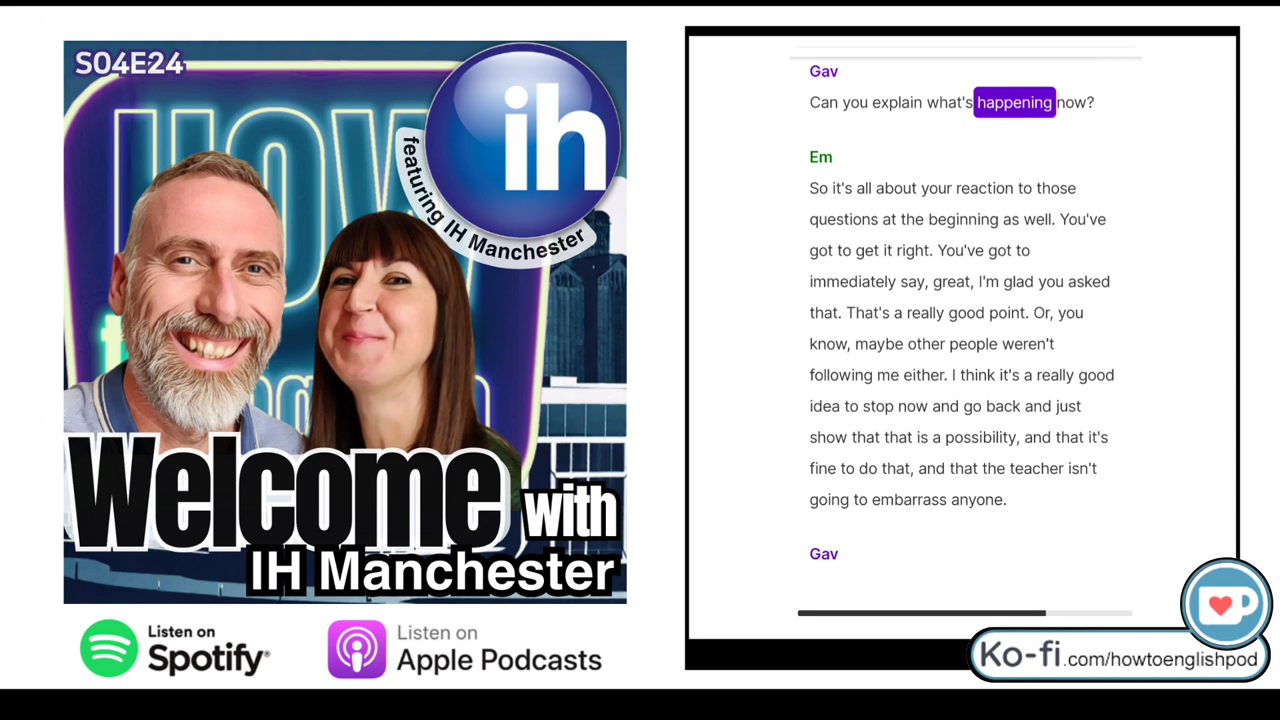 S04E24
HOW
ih
featuring IH Manchester
Welcome
with
IH Manchester
Listen on
Spotify®
Listen on
Apple Podcasts
Gav
Can you explain what's happening now?
Em
So it's all about your reaction to those
questions at the beginning as well. You've
got to get it right. You've got to
immediately say, great, I'm glad you asked
that. That's a really good point. Or, you
know, maybe other people weren't
following me either. I think it's a really good
idea to stop now and go back and just
show that that is a possibility, and that it's
fine to do that, and that the teacher isn't
going to embarrass anyone.
Gav
Ko-fi.com/howtoenglishpod